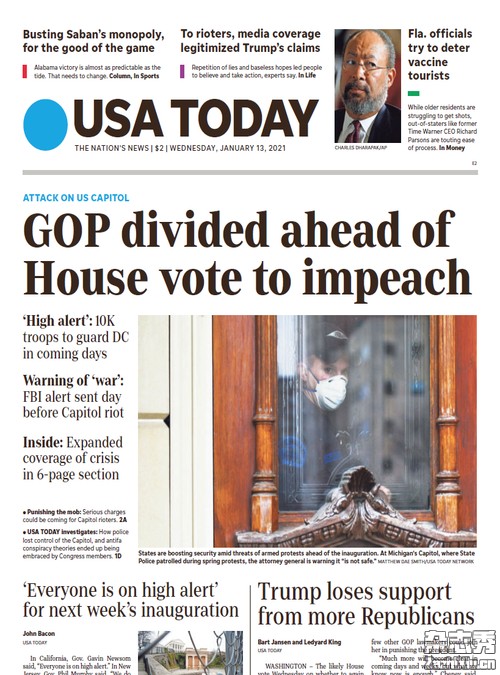 Busting Saban’s monopoly,
for the good of the game
Alabama victory is almost as predictable as the
tide. That needs to change. Column, In Sports
To rioters, media coverage
legitimized Trump’s claims
Repetition of lies and baseless hopes led people
to believe and take action, experts say. In Life
CHARLES DHARAPAK/AP
Fla. officials
try to deter
vaccine
tourists
While older residents are
struggling to get shots,
out-of-staters like former
Time Warner CEO Richard
Parsons are touting ease
of process. In Money
USA TODAY
THE NATION’S NEWS | $2 | WEDNESDAY, JANUARY 13, 2021
E2
ATTACK ON US CAPITOL
GOP divided ahead of
House vote to impeach
‘High alert’: 10K
troops to guard DC
in coming days
Warning of ‘war’:
FBI alert sent day
before Capitol riot
Inside: Expanded
coverage of crisis
in 6-page section
● Punishing the mob: Serious charges
could be coming for Capitol rioters. 2A
● USA TODAY investigates: How police
lost control of the Capitol, and antifa
conspiracy theories ended up being
embraced by Congress members. 1D
States are boosting security amid threats of armed protests ahead of the inauguration. At Michigan’s Capitol, where State
Police patrolled during spring protests, the attorney general is warning it “is not safe.” MATTHEW DAE SMITH/USA TODAY NETWORK
‘Everyone is on high alert’
for next week’s inauguration
John Bacon
USA TODAY
In California, Gov. Gavin Newsom
said, “Everyone is on high alert.” In New
Jersey, Gov. Phil Murphy said, “We do
Trump loses support
from more Republicans
Bart Jansen and Ledyard King
USA TODAY
WASHINGTON – The likely House
vote Wednesday on whether to again
few other GOP lawmakers
her in punishing the
“Much more will become clear in
coming days and
know now is enough,” Cheney said